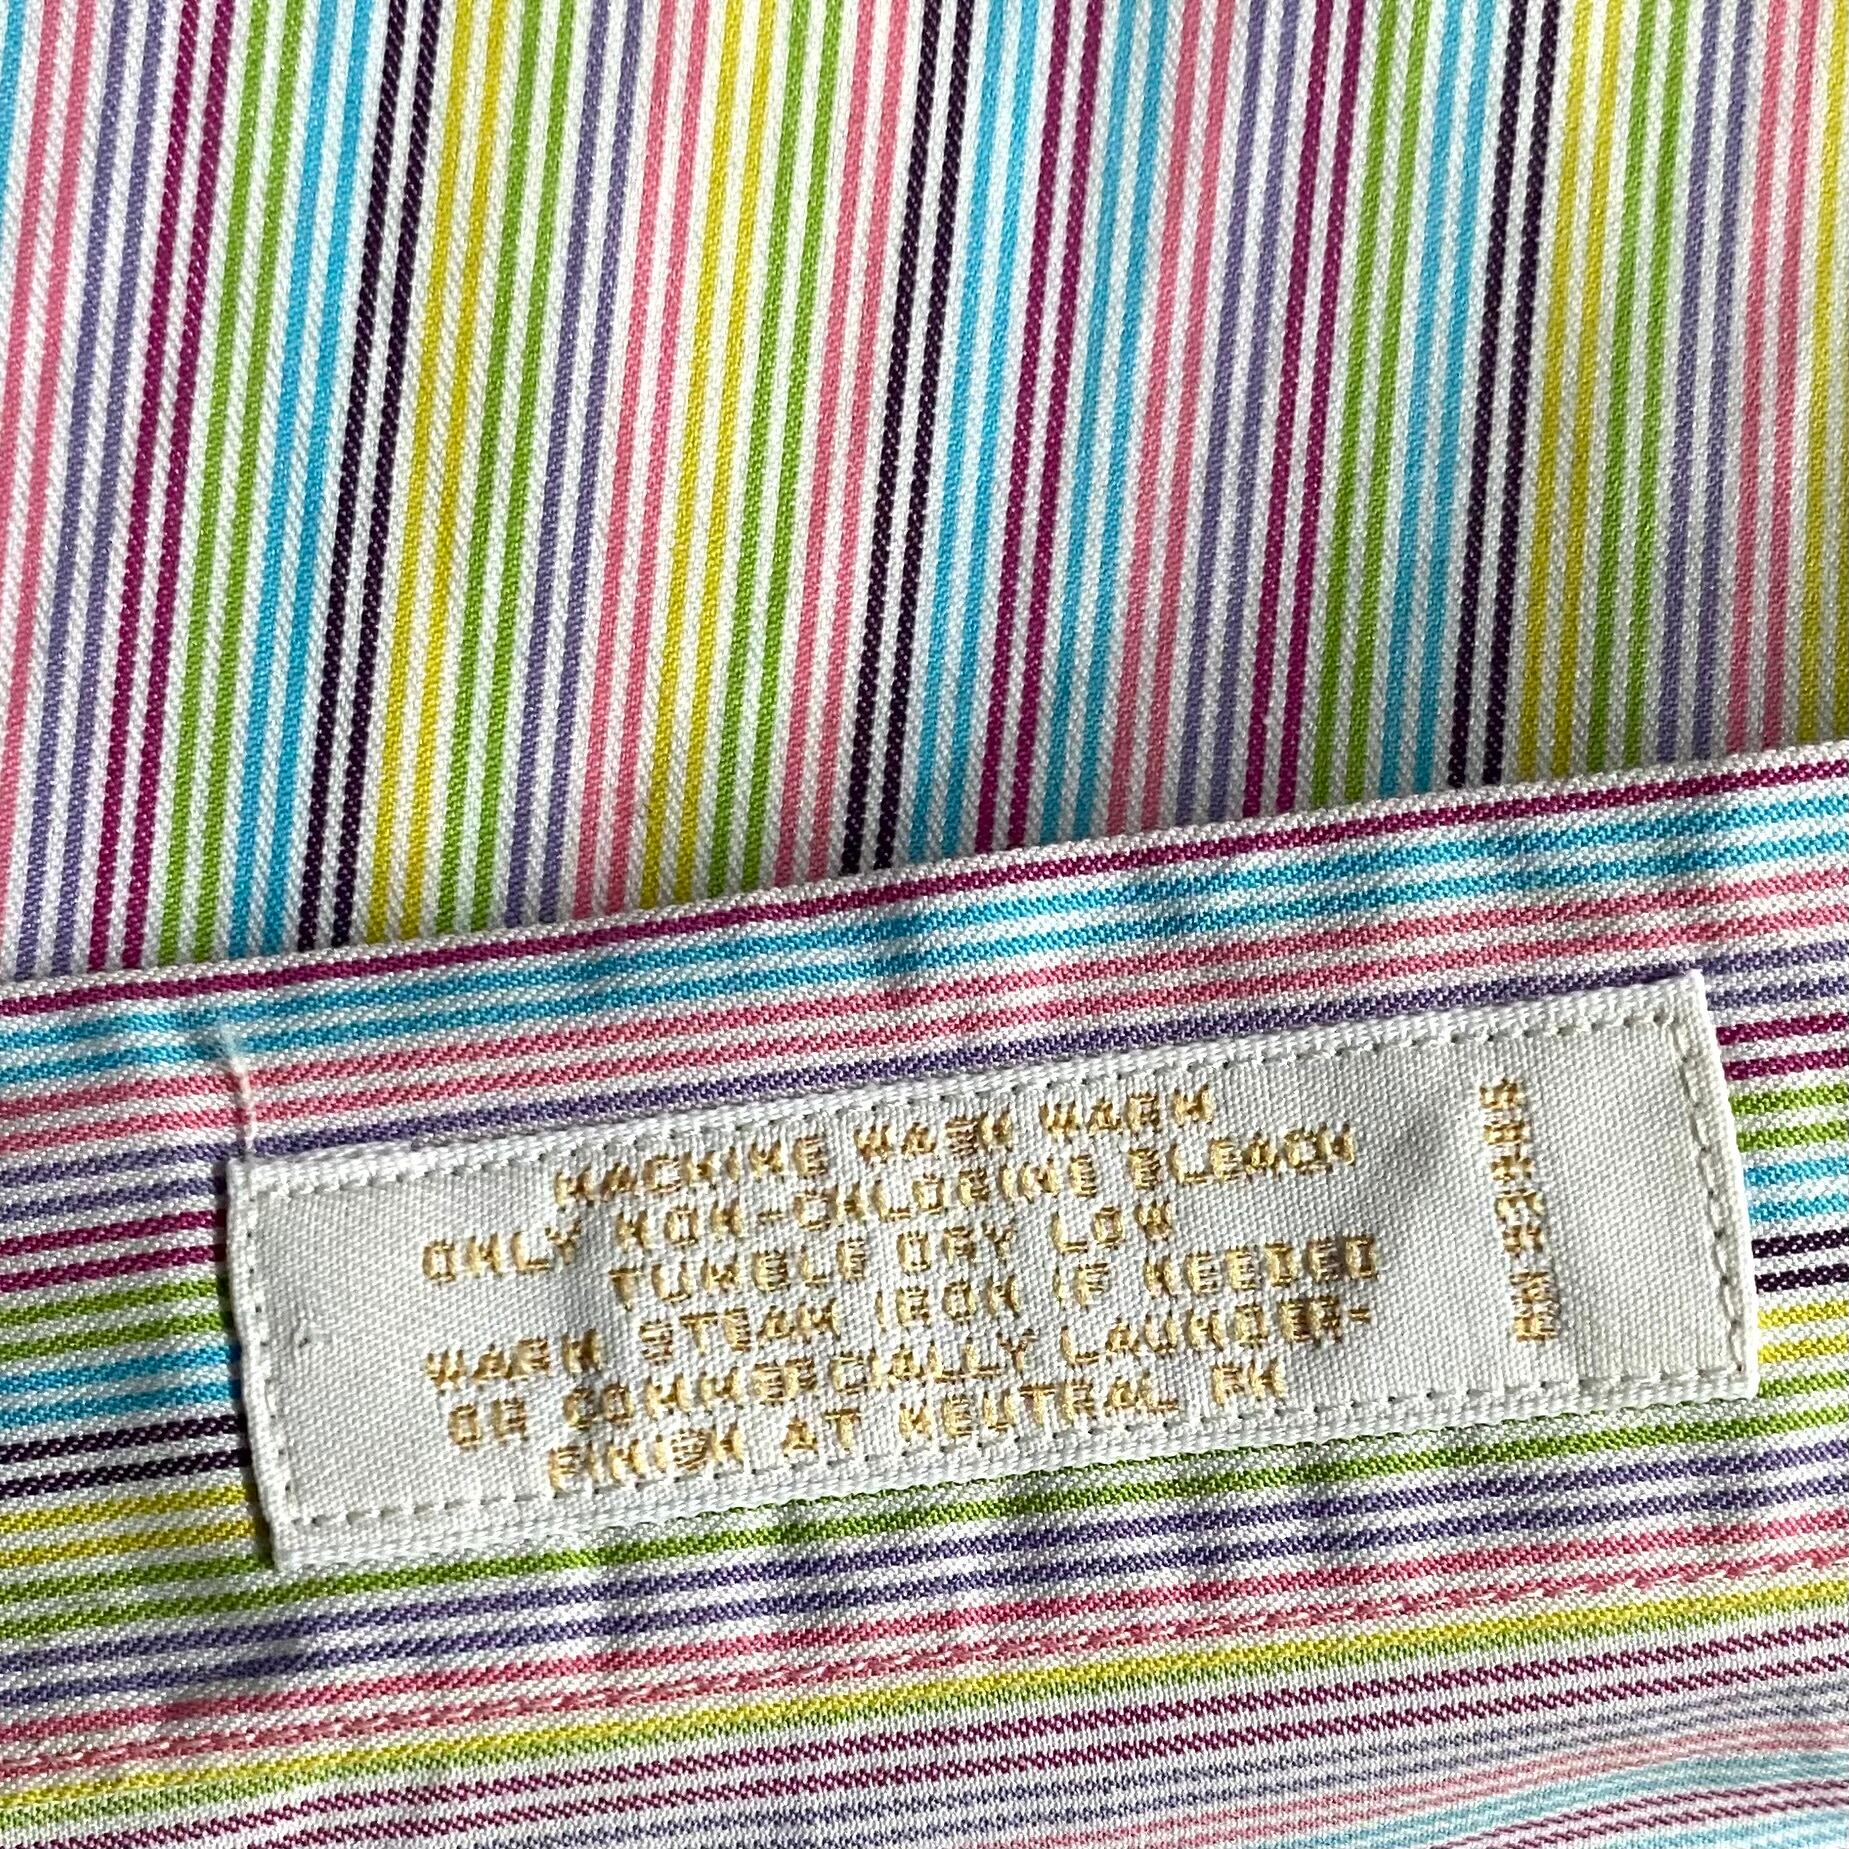 MACHINE WASH WARM
ONLY NON-CHLORINE BLEACH
TUMBLE DRY LOW
WARM STEAM IRON IF NEEDED
OR COMMERCIALLY LAUNDER-
FINISH AT NEUTRAL PH